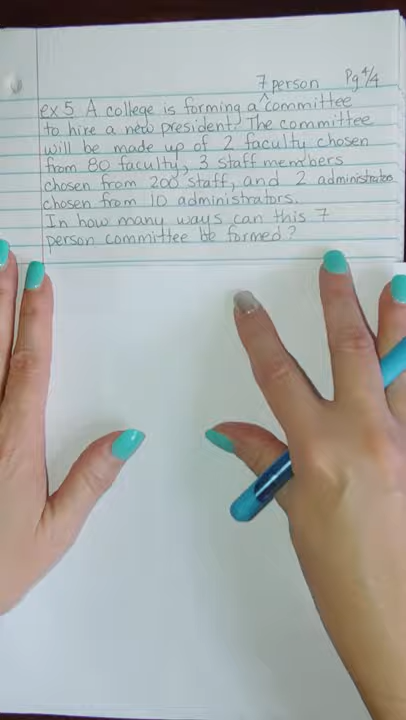 7 person Pg 4/4
ex 5 A college is forming a ^ committee
to hire a new president. The committee
will be made up of 2 faculty chosen
from 80 faculty, 3 staff members
chosen from 200 staff, and 2 administrators
chosen from 10 administrators.
In how many ways can this 7
person committee be formed?